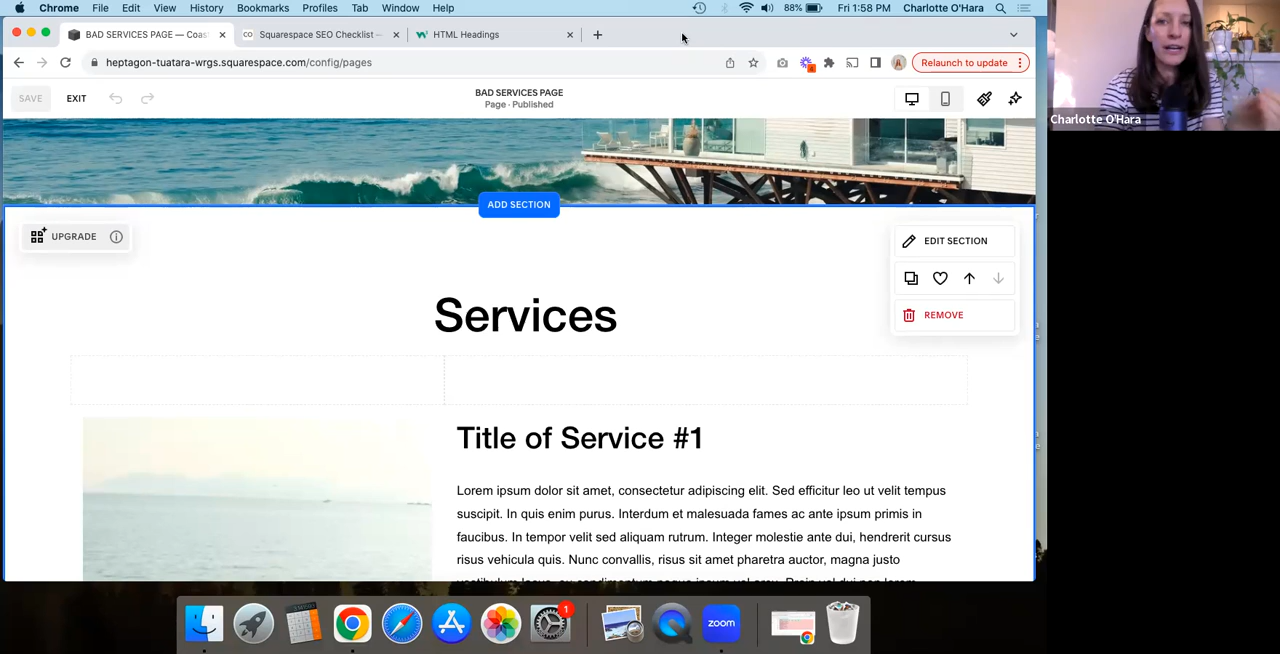 Chrome File Edit View History Bookmarks Profiles Tab Window Help 88% Fri 1:58 PM Charlotte O'Hara
BAD SERVICES PAGE — Coas
Squarespace SEO Checklist —
HTML Headings
heptagon-tuatara-wrgs.squarespace.com/config/pages
Relaunch to update
SAVE EXIT
BAD SERVICES PAGE
Page · Published
Charlotte O'Hara
ADD SECTION
UPGRADE
EDIT SECTION
REMOVE
Services
Title of Service #1
Lorem ipsum dolor sit amet, consectetur adipiscing elit. Sed efficitur leo ut velit tempus
suscipit. In quis enim purus. Interdum et malesuada fames ac ante ipsum primis in
faucibus. In tempor velit sed aliquam rutrum. Integer molestie ante dui, hendrerit cursus
risus vehicula quis. Nunc convallis, risus sit amet pharetra auctor, magna justo
1
zoom